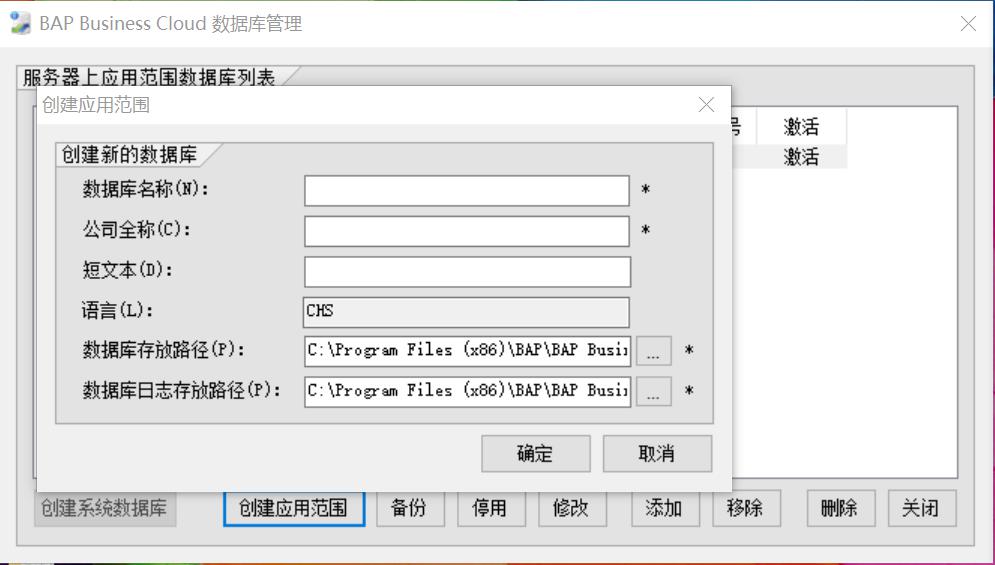 BAP Business Cloud 数据库管理
服务器上应用范围数据库列表
创建应用范围
号 激活
激活
创建新的数据库
数据库名称(N): *
公司全称(C): *
短文本(D):
语言(L): CHS
数据库存放路径(P): C:\Program Files (x86)\BAP\BAP Busin ... *
数据库日志存放路径(P): C:\Program Files (x86)\BAP\BAP Busin ... *
确定 取消
创建系统数据库 创建应用范围 备份 停用 修改 添加 移除 删除 关闭